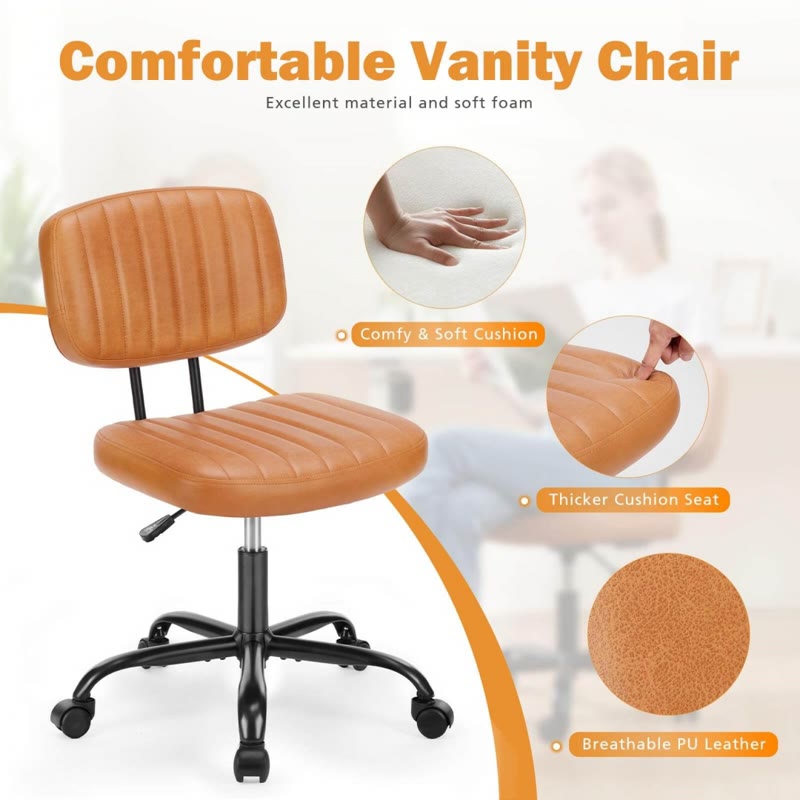 Comfortable Vanity Chair
Excellent material and soft foam
Comfy & Soft Cushion
Thicker Cushion Seat
Breathable PU Leather